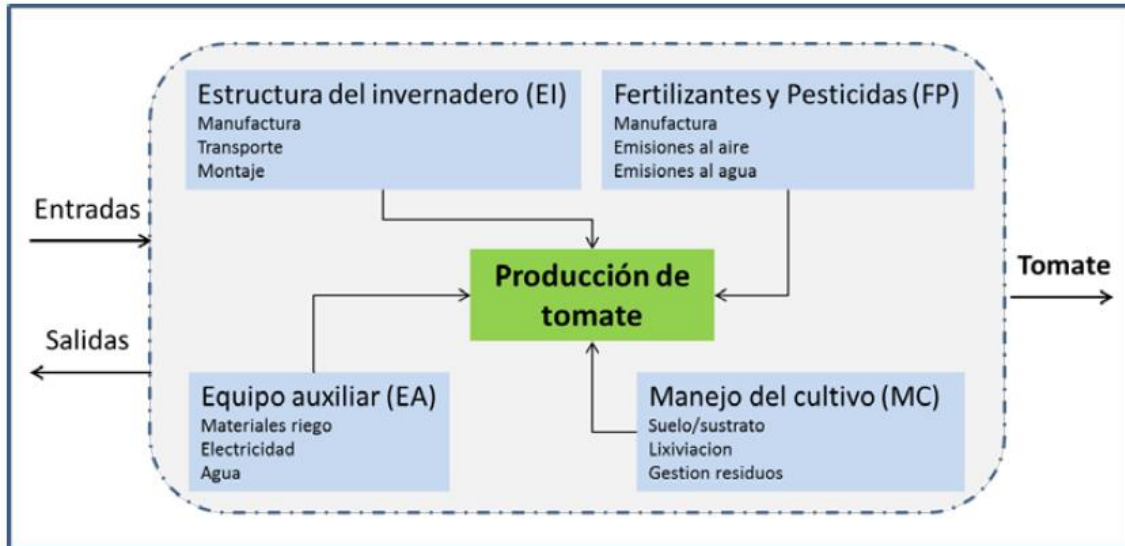 Estructura del invernadero (EI)
Manufactura
Transporte
Montaje
Fertilizantes y Pesticidas (FP)
Manufactura
Emisiones al aire
Emisiones al agua
Entradas
Salidas
Producción de
tomate
Tomate
Equipo auxiliar (EA)
Materiales riego
Electricidad
Agua
Manejo del cultivo (MC)
Suelo/sustrato
Lixiviacion
Gestion residuos